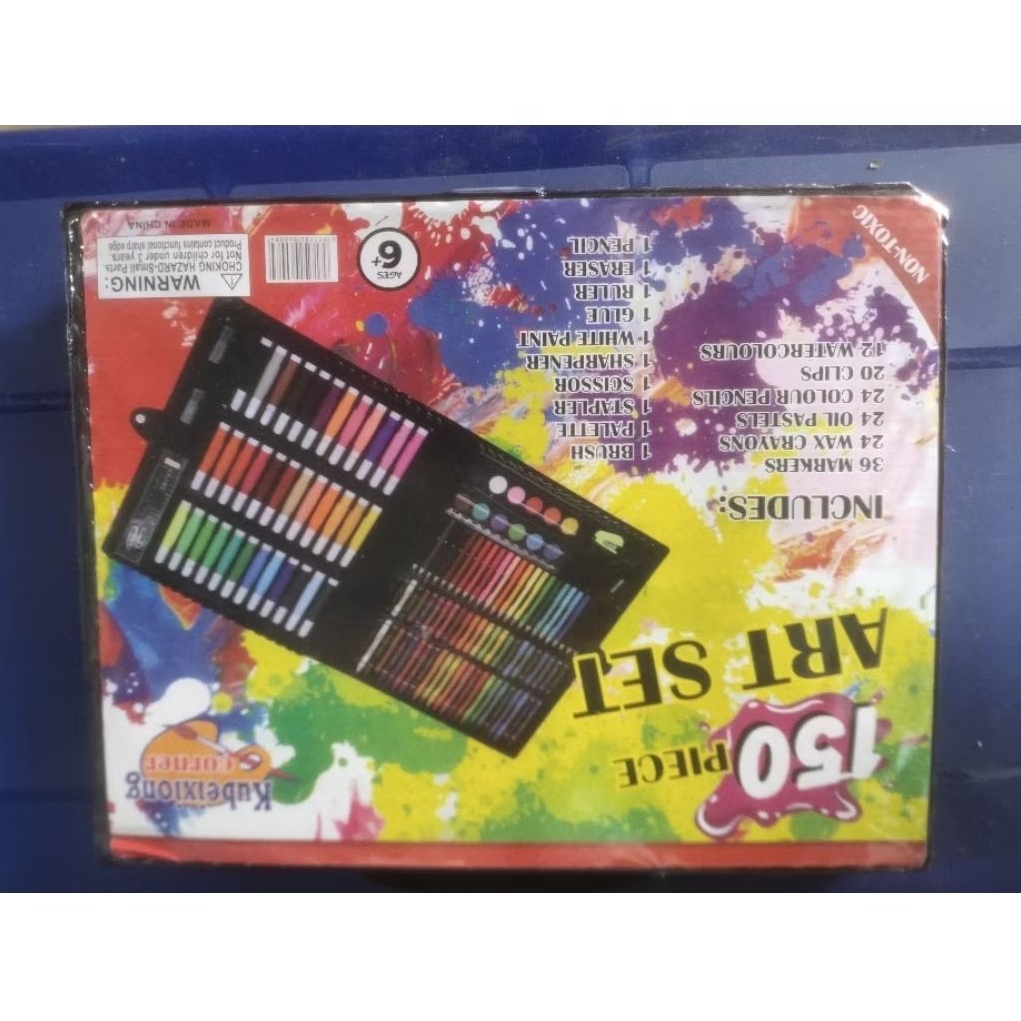 150 PIECE
ART SET
Kubeixiong
Corner
INCLUDES:
36 MARKERS
24 WAX CRAYONS
24 OIL PASTELS
24 COLOUR PENCILS
20 CLIPS
12 WATERCOLOURS
1 BRUSH
1 PALETTE
1 STAPLER
1 SCISSOR
1 SHARPENER
1 WHITE PAINT
1 GLUE
1 RULER
1 ERASER
1 PENCIL
NON-TOXIC
AGES
6+
WARNING:
CHOKING HAZARD-Small Parts.
Not for children under 3 years.
Product contains functional sharp edges
MADE IN CHINA